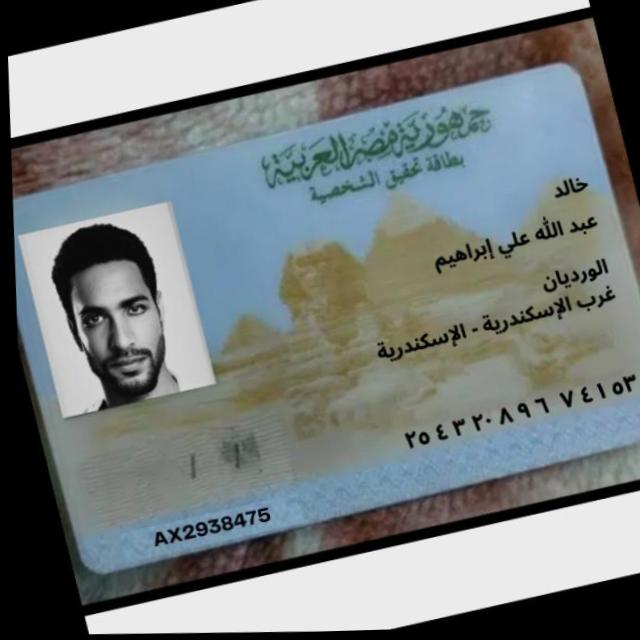 جمهورية مصر العربية
بطاقة تحقيق الشخصية
خالد
عبد الله علي إبراهيم
الورديان
غرب الإسكندرية - الإسكندرية
٢٥٤٣٢٠٨٩٦٧٤١٥٣
AX2938475